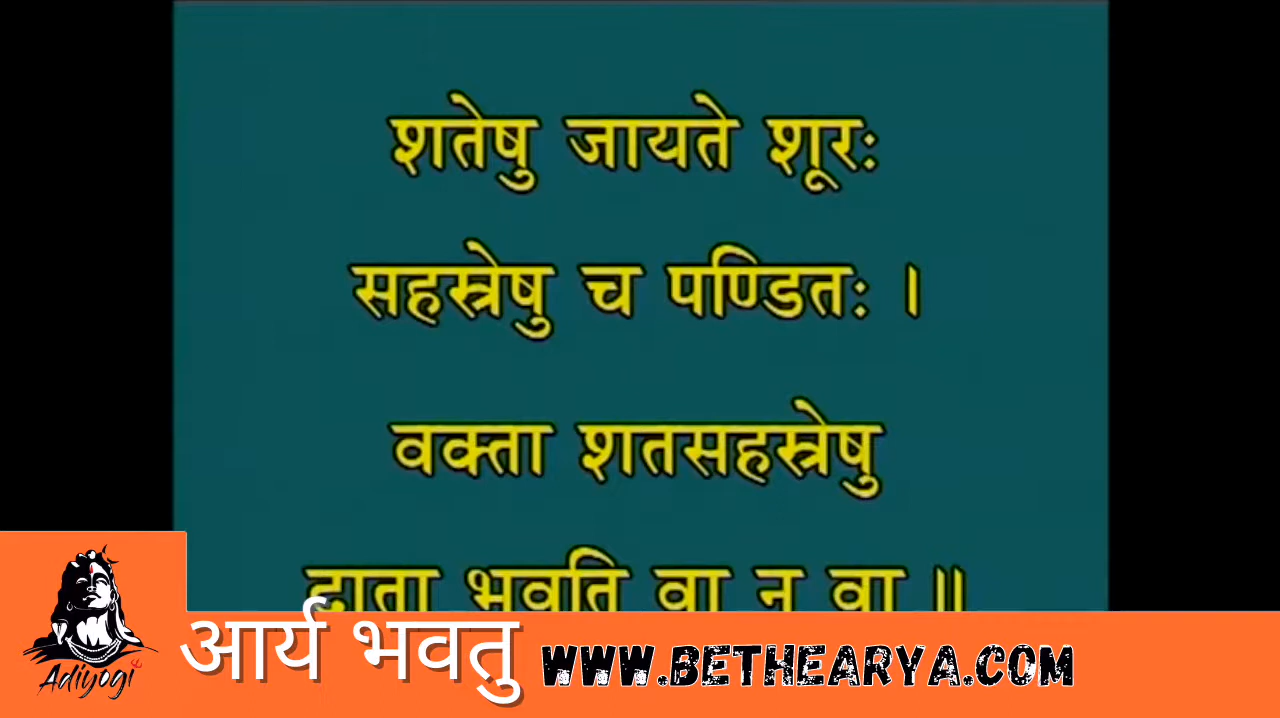 शतेषु जायते शूरः
सहस्रेषु च पण्डितः ।
वक्ता शतसहस्रेषु
दाता भवति वा न वा ॥
आर्य भवतु
WWW.BETHEARYA.COM
Adiyogi